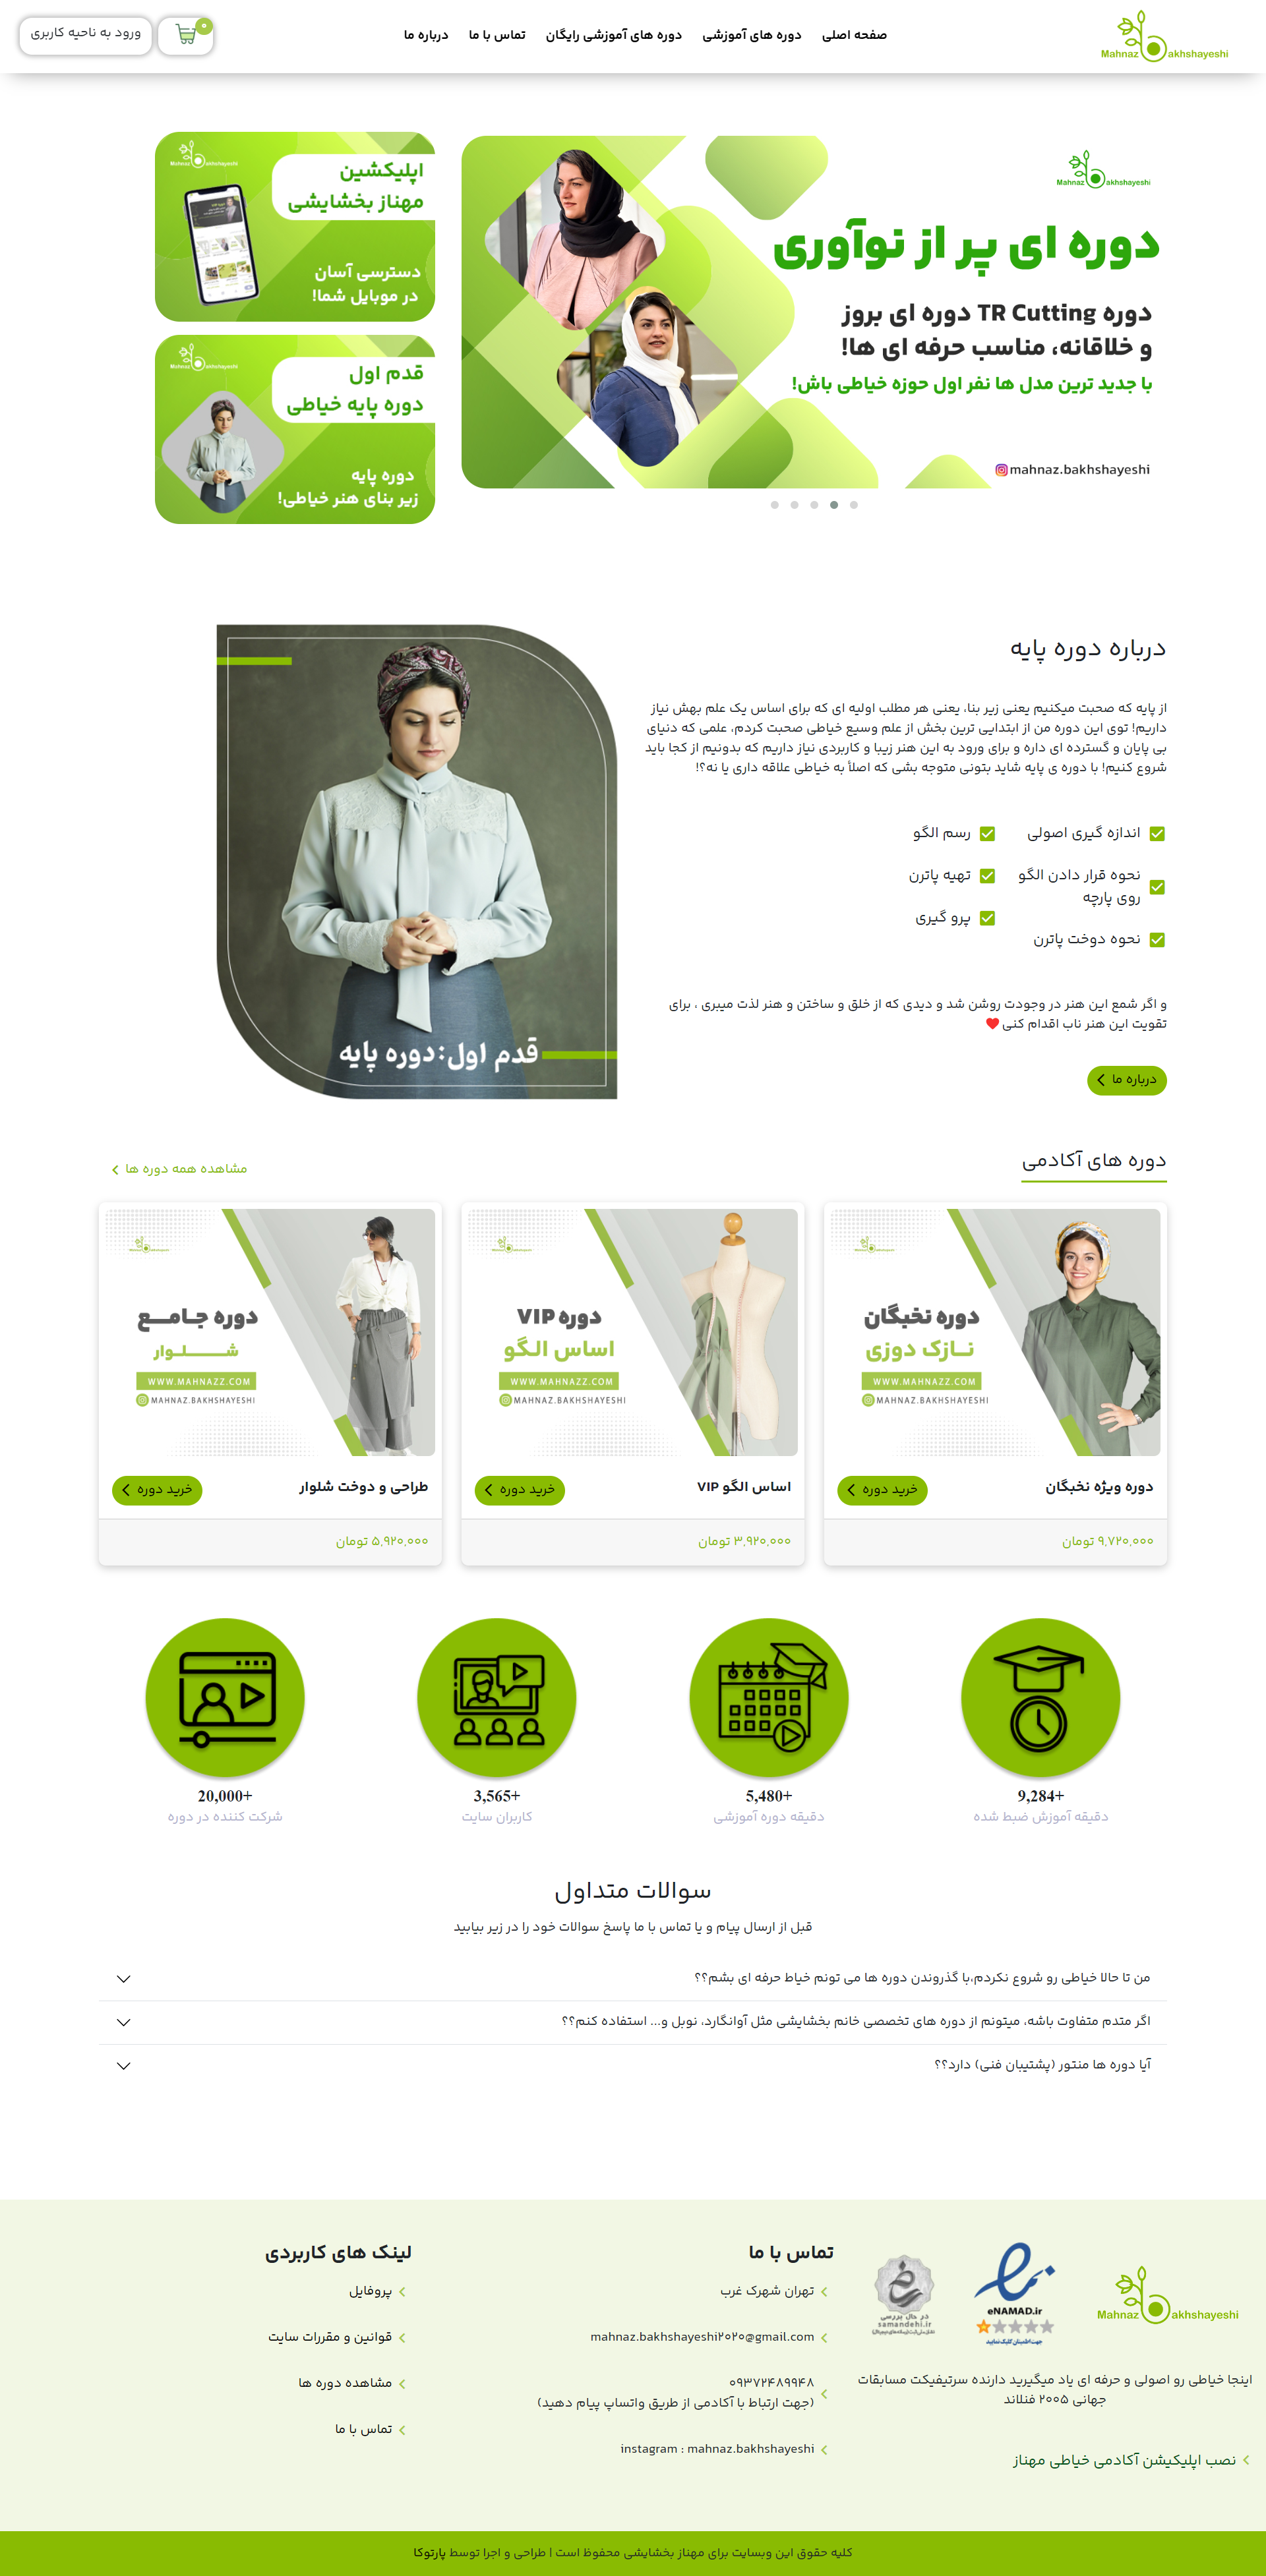 Mahnaz Bakhshayeshi
صفحه اصلی
دوره های آموزشی
دوره های آموزشی رایگان
تماس با ما
درباره ما
۰
ورود به ناحیه کاربری
Mahnaz Bakhshayeshi
دوره ای پر از نوآوری
دوره TR Cutting دوره ای بروز
و خلاقانه، مناسب حرفه ای ها!
با جدید ترین مدل ها نفر اول حوزه خیاطی باش!
mahnaz.bakhshayeshi
Mahnaz Bakhshayeshi
اپلیکشین
مهناز بخشایشی
دسترسی آسان
در موبایل شما!
Mahnaz Bakhshayeshi
قدم اول
دوره پایه خیاطی
دوره پایه
زیر بنای هنر خیاطی!
درباره دوره پایه
از پایه که صحبت میکنیم یعنی زیر بنا، یعنی هر مطلب اولیه ای که برای اساس یک علم بهش نیاز
داریم! توی این دوره من از ابتدایی ترین بخش از علم وسیع خیاطی صحبت کردم، علمی که دنیای
بی پایان و گسترده ای داره و برای ورود به این هنر زیبا و کاربردی نیاز داریم که بدونیم از کجا باید
شروع کنیم! با دوره ی پایه شاید بتونی متوجه بشی که اصلأ به خیاطی علاقه داری یا نه؟!
اندازه گیری اصولی
رسم الگو
نحوه قرار دادن الگو
روی پارچه
تهیه پاترن
پرو گیری
نحوه دوخت پاترن
و اگر شمع این هنر در وجودت روشن شد و دیدی که از خلق و ساختن و هنر لذت میبری ، برای
تقویت این هنر ناب اقدام کنی❤️
درباره ما
قدم اول:دوره پایه
دوره های آکادمی
مشاهده همه دوره ها
دوره نخبگان
نـــازک دوزی
WWW.MAHNAZZ.COM
MAHNAZ.BAKHSHAYESHI
دوره ویژه نخبگان
خرید دوره
۹,۷۲۰,۰۰۰ تومان
دوره VIP
اساس الگو
WWW.MAHNAZZ.COM
MAHNAZ.BAKHSHAYESHI
اساس الگو VIP
خرید دوره
۳,۹۲۰,۰۰۰ تومان
دوره جـامــــع
شـــــــلــوار
WWW.MAHNAZZ.COM
MAHNAZ.BAKHSHAYESHI
طراحی و دوخت شلوار
خرید دوره
۵,۹۲۰,۰۰۰ تومان
9,284+
دقیقه آموزش ضبط شده
5,480+
دقیقه دوره آموزشی
3,565+
کاربران سایت
20,000+
شرکت کننده در دوره
سوالات متداول
قبل از ارسال پیام و یا تماس با ما پاسخ سوالات خود را در زیر بیابید
من تا حالا خیاطی رو شروع نکردم،با گذروندن دوره ها می تونم خیاط حرفه ای بشم؟؟
اگر متدم متفاوت باشه، میتونم از دوره های تخصصی خانم بخشایشی مثل آوانگارد، نوبل و... استفاده کنم؟؟
آیا دوره ها منتور (پشتیبان فنی) دارد؟؟
Mahnaz Bakhshayeshi
eNAMAD.ir
جهت اطمینان کلیک نمایید
در حال بررسی
samandehi.ir
اینجا خیاطی رو اصولی و حرفه ای یاد میگیرید دارنده سرتیفیکت مسابقات
جهانی ۲۰۰۵ فنلاند
نصب اپلیکیشن آکادمی خیاطی مهناز
تماس با ما
تهران شهرک غرب
mahnaz.bakhshayeshi۲۰۲۰@gmail.com
۰۹۳۷۲۴۸۹۹۴۸
(جهت ارتباط با آکادمی از طریق واتساپ پیام دهید)
instagram : mahnaz.bakhshayeshi
لینک های کاربردی
پروفایل
قوانین و مقررات سایت
مشاهده دوره ها
تماس با ما
کلیه حقوق این وبسایت برای مهناز بخشایشی محفوظ است | طراحی و اجرا توسط پارتوکا